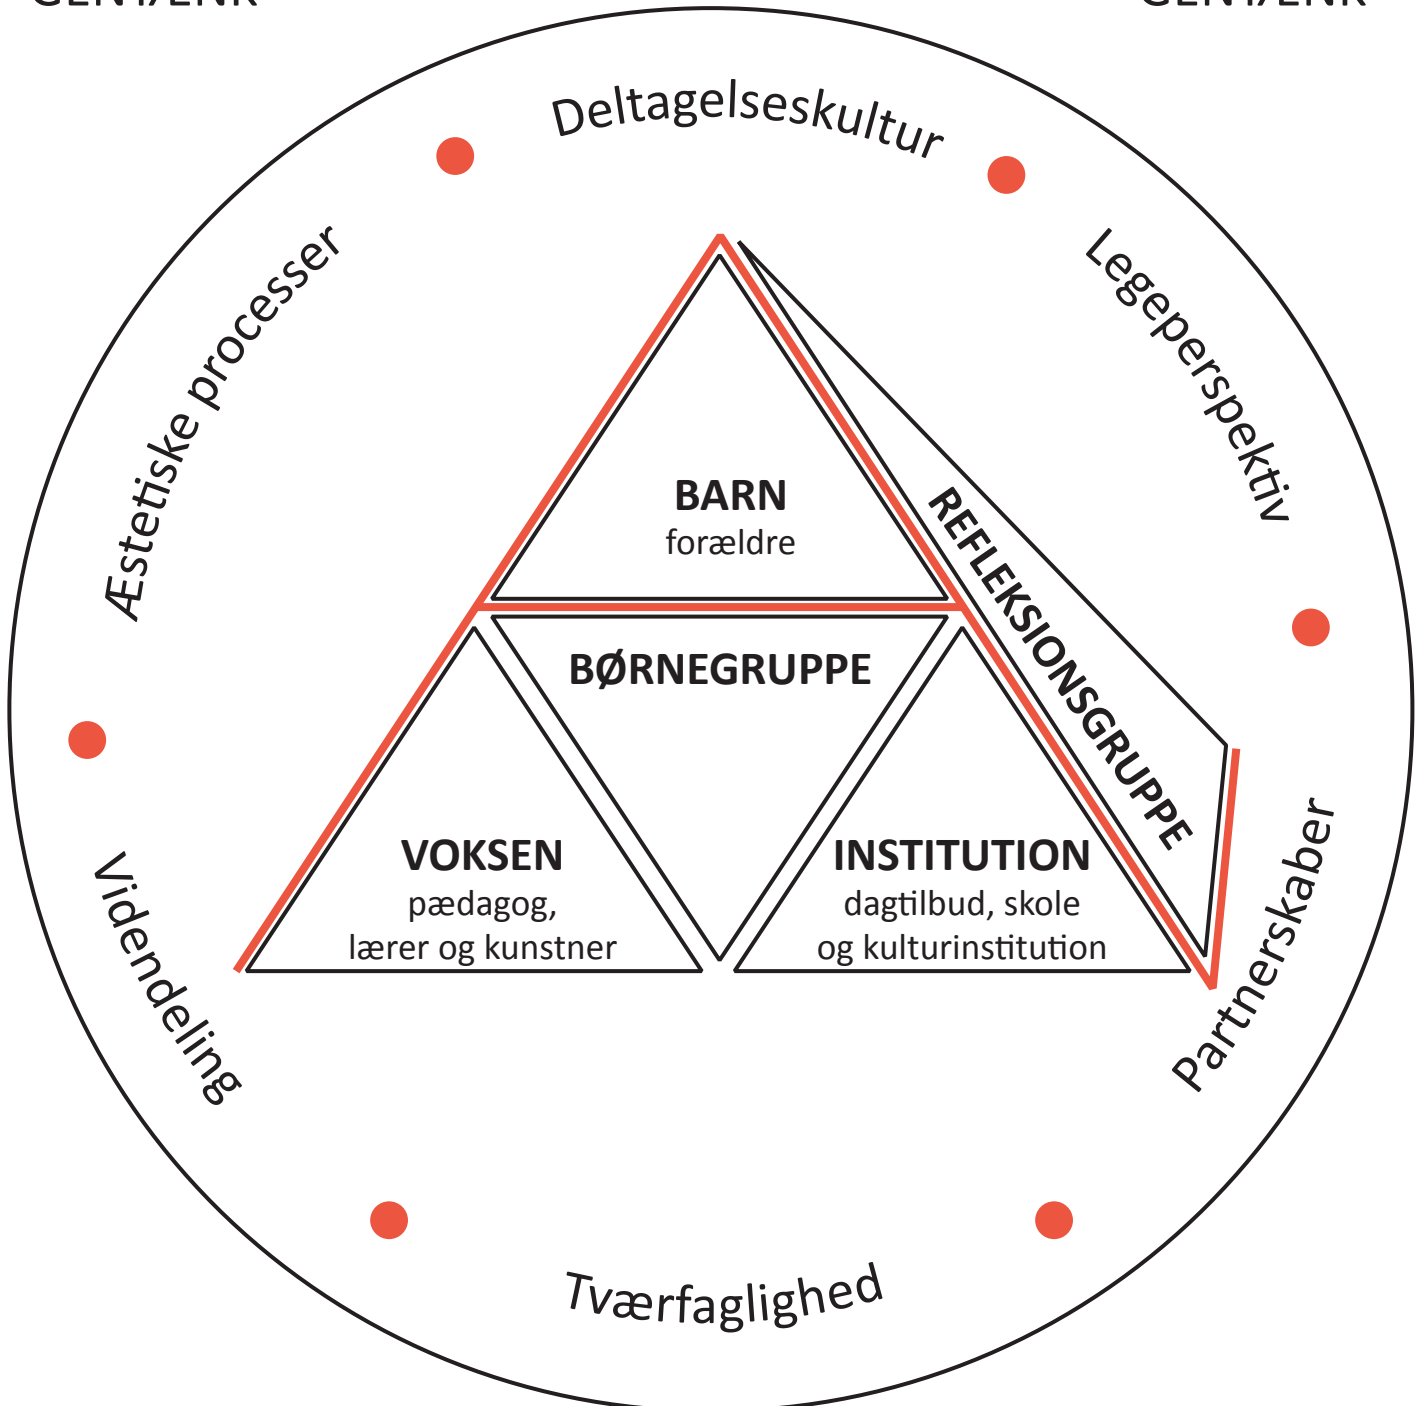 Deltagelseskultur
Legeperspektiv
Partnerskaber
Tværfaglighed
Videndeling
Æstetiske processer
BARN
forældre
REFLEKSIONSGRUPPE
BØRNEGRUPPE
VOKSEN
pædagog,
lærer og kunstner
INSTITUTION
dagtilbud, skole
og kulturinstitution